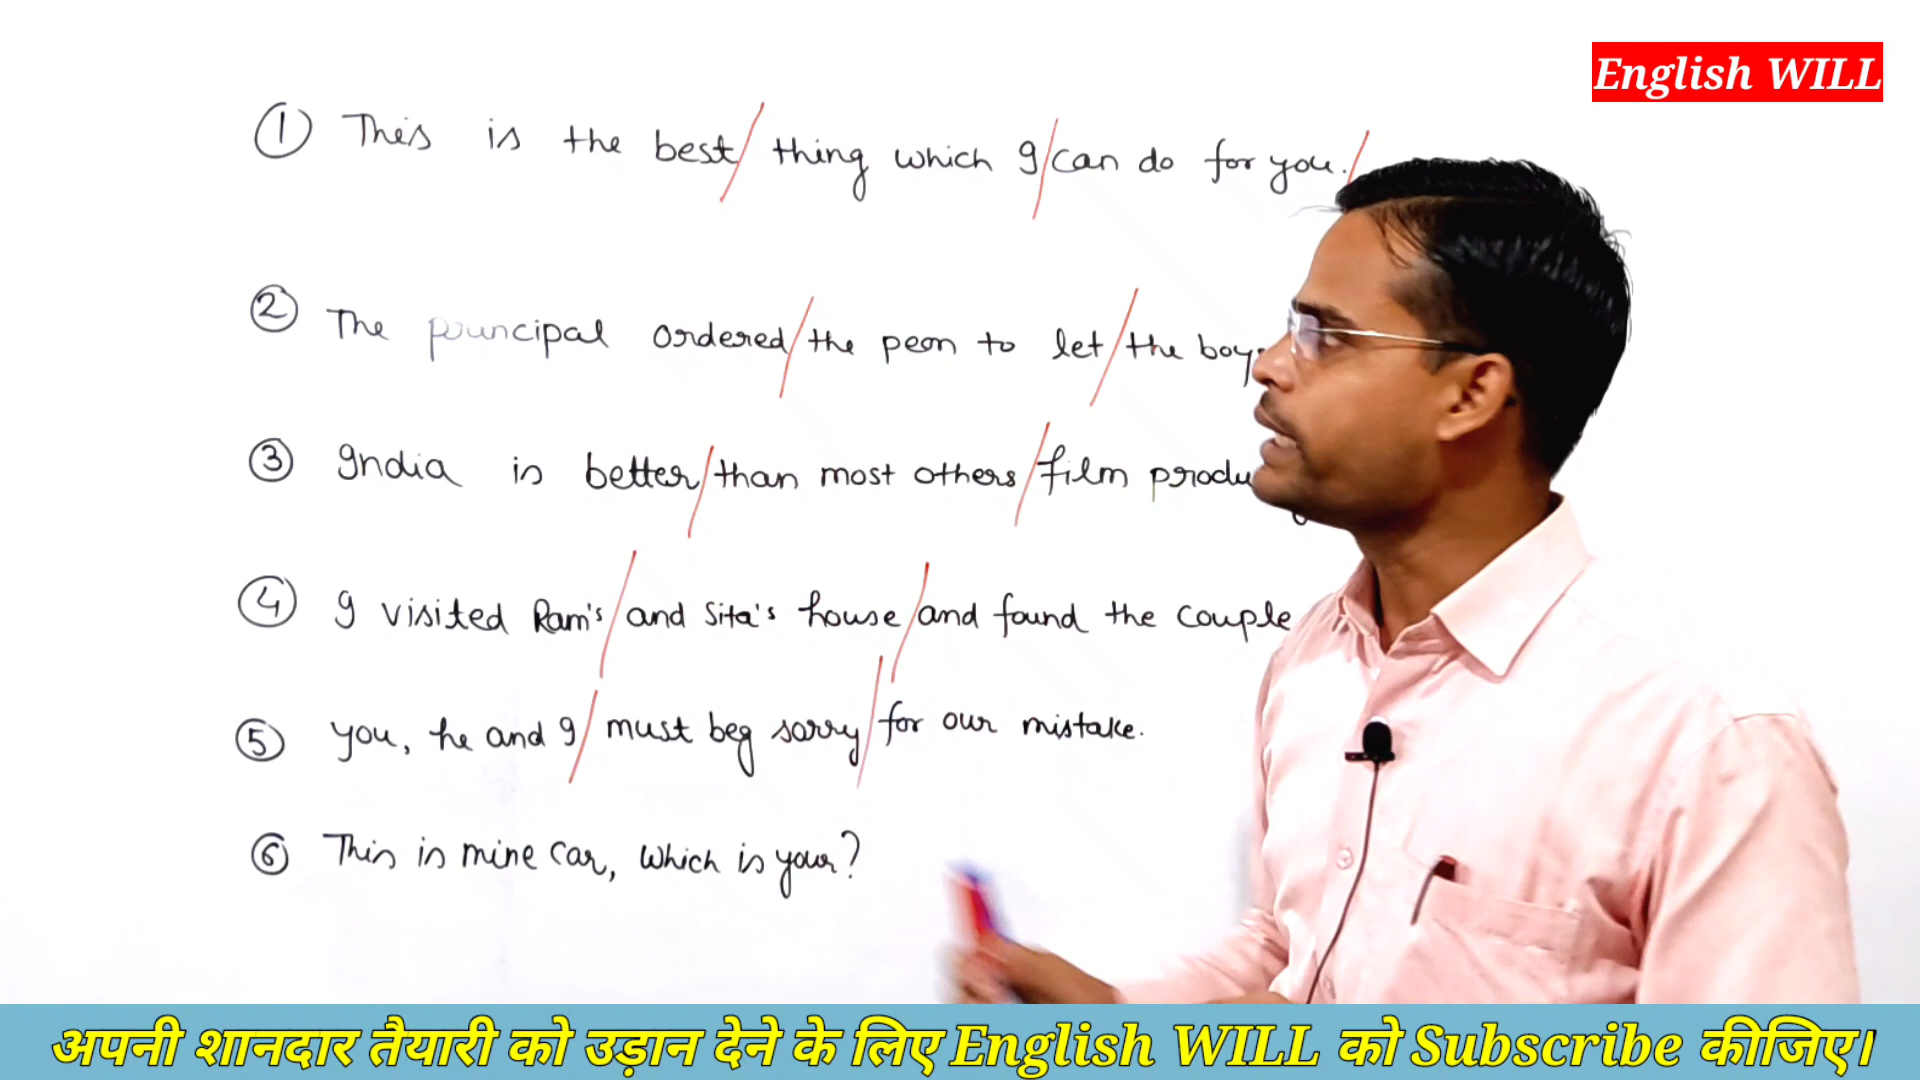 English WILL
① This is the best/ thing which I/can do for you./
② The principal ordered/the peon to let/the boys
③ India is better/than most others/film
④ I visited Ram's/and Sita's house/and found the couple
⑤ you, he and I/ must beg sorry/for our mistake.
⑥ This is mine car, which is your?
अपनी शानदार तैयारी को उड़ान देने के लिए English WILL को Subscribe कीजिए।